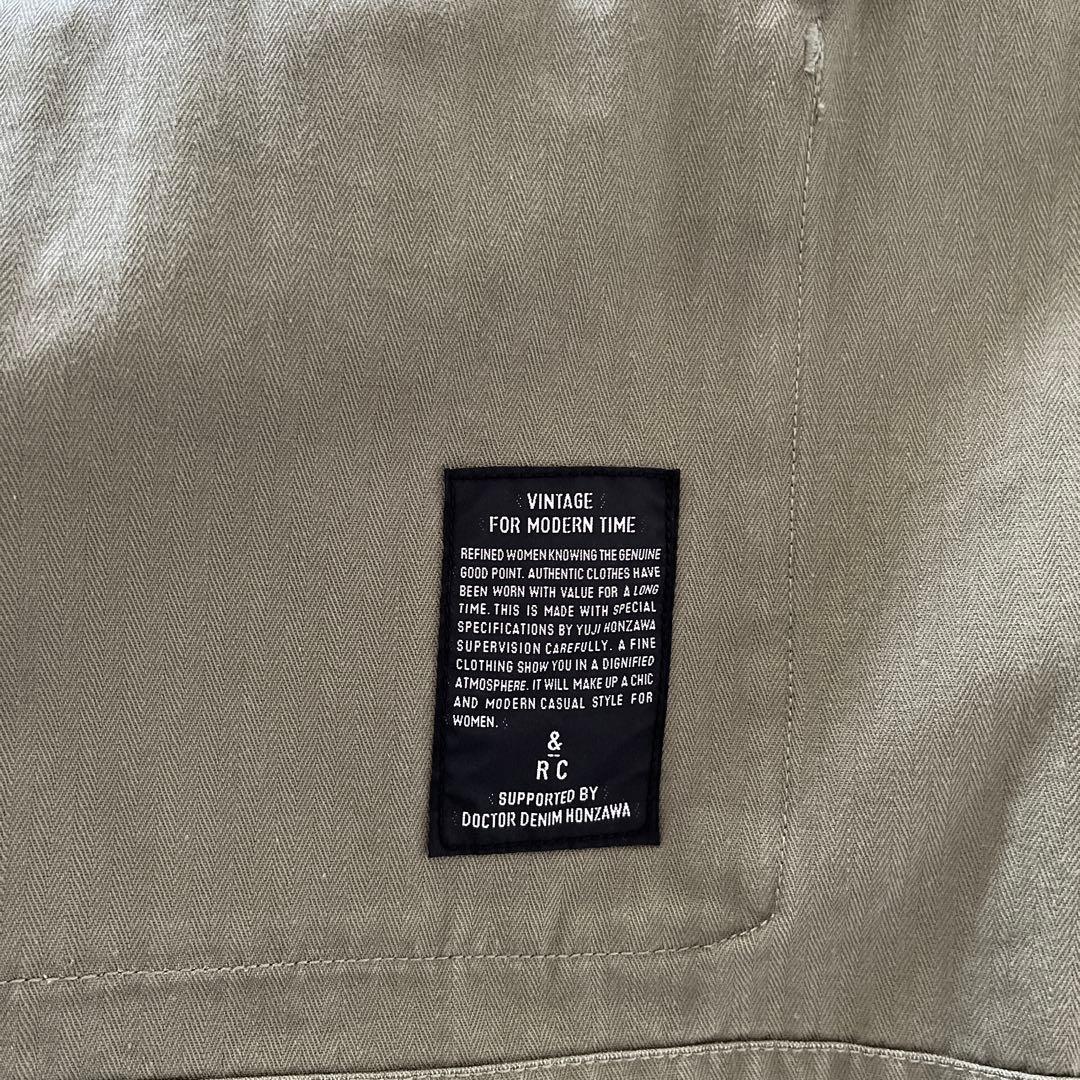 VINTAGE
FOR MODERN TIME
REFINED WOMEN KNOWING THE GENUINE
GOOD POINT. AUTHENTIC CLOTHES HAVE
BEEN WORN WITH VALUE FOR A LONG
TIME. THIS IS MADE WITH SPECIAL
SPECIFICATIONS BY YUJI HONZAWA
SUPERVISION CAREFULLY. A FINE
CLOTHING SHOW YOU IN A DIGNIFIED
ATMOSPHERE. IT WILL MAKE UP A CHIC
AND MODERN CASUAL STYLE FOR
WOMEN.
&
RC
SUPPORTED BY
DOCTOR DENIM HONZAWA